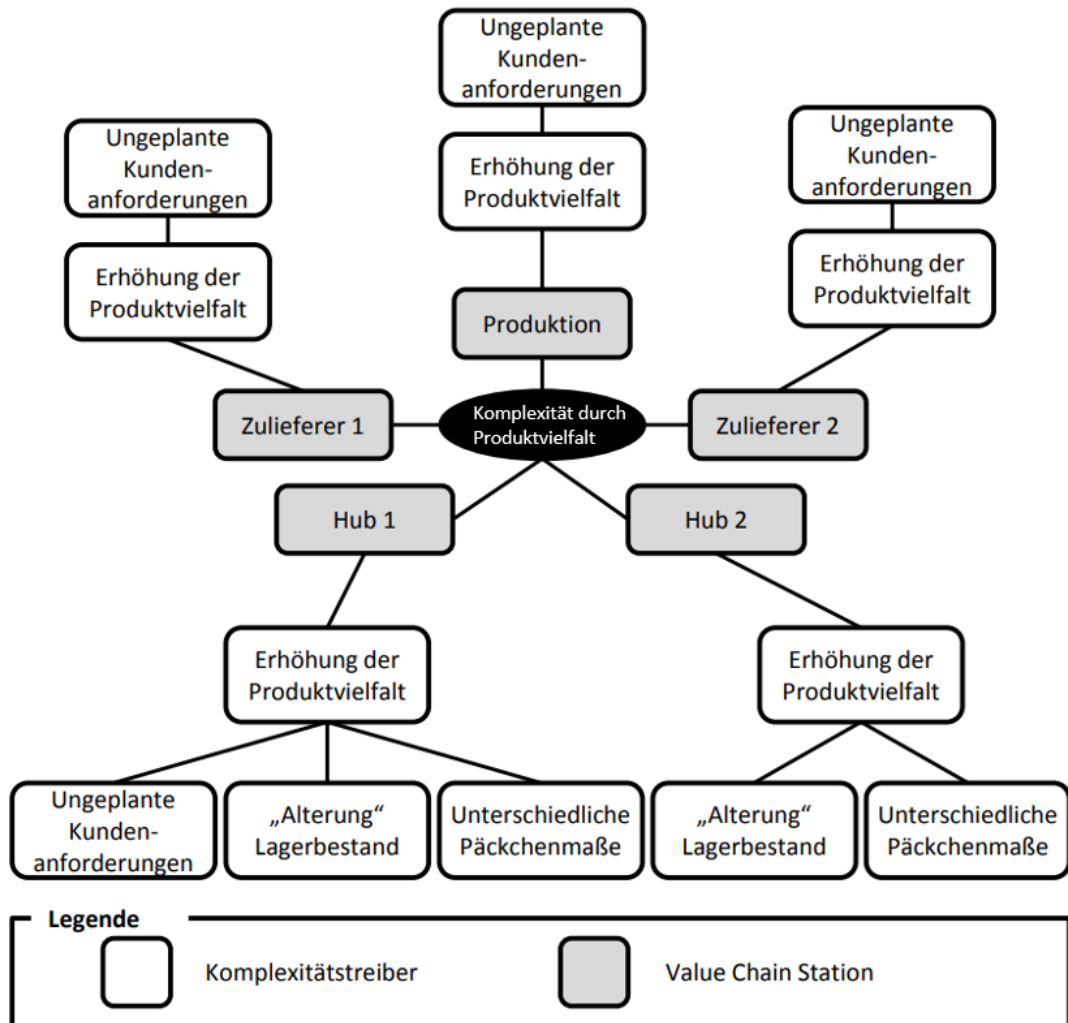 Ungeplante
Kunden-
anforderungen
Erhöhung der
Produktvielfalt
Produktion
Ungeplante
Kunden-
anforderungen
Erhöhung der
Produktvielfalt
Zulieferer 1
Ungeplante
Kunden-
anforderungen
Erhöhung der
Produktvielfalt
Zulieferer 2
Komplexität durch
Produktvielfalt
Hub 1
Hub 2
Erhöhung der
Produktvielfalt
Erhöhung der
Produktvielfalt
Ungeplante
Kunden-
anforderungen
„Alterung“
Lagerbestand
Unterschiedliche
Päckchenmaße
„Alterung“
Lagerbestand
Unterschiedliche
Päckchenmaße
Legende
Komplexitätstreiber
Value Chain Station